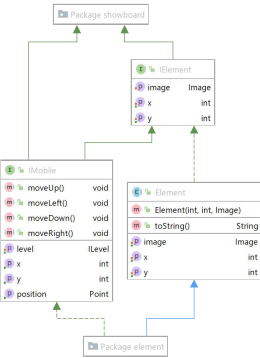 Package showboard
I IElement
p image Image
p x int
p y int
I IMobile
m moveUp() void
m moveLeft() void
m moveDown() void
m moveRight() void
p level ILevel
p x int
p y int
p position Point
C Element
m Element(int, int, Image)
m toString() String
p image Image
p x int
p y int
Package element